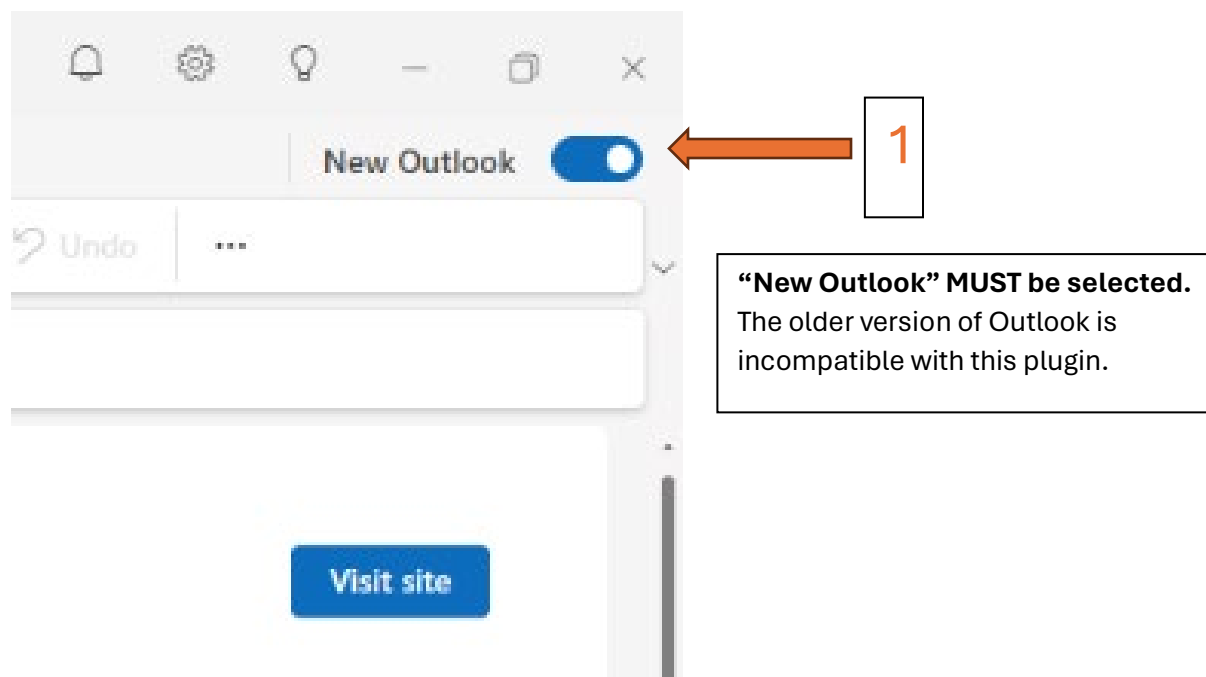 New Outlook
1
Undo ...
“New Outlook” MUST be selected.
The older version of Outlook is
incompatible with this plugin.
Visit site